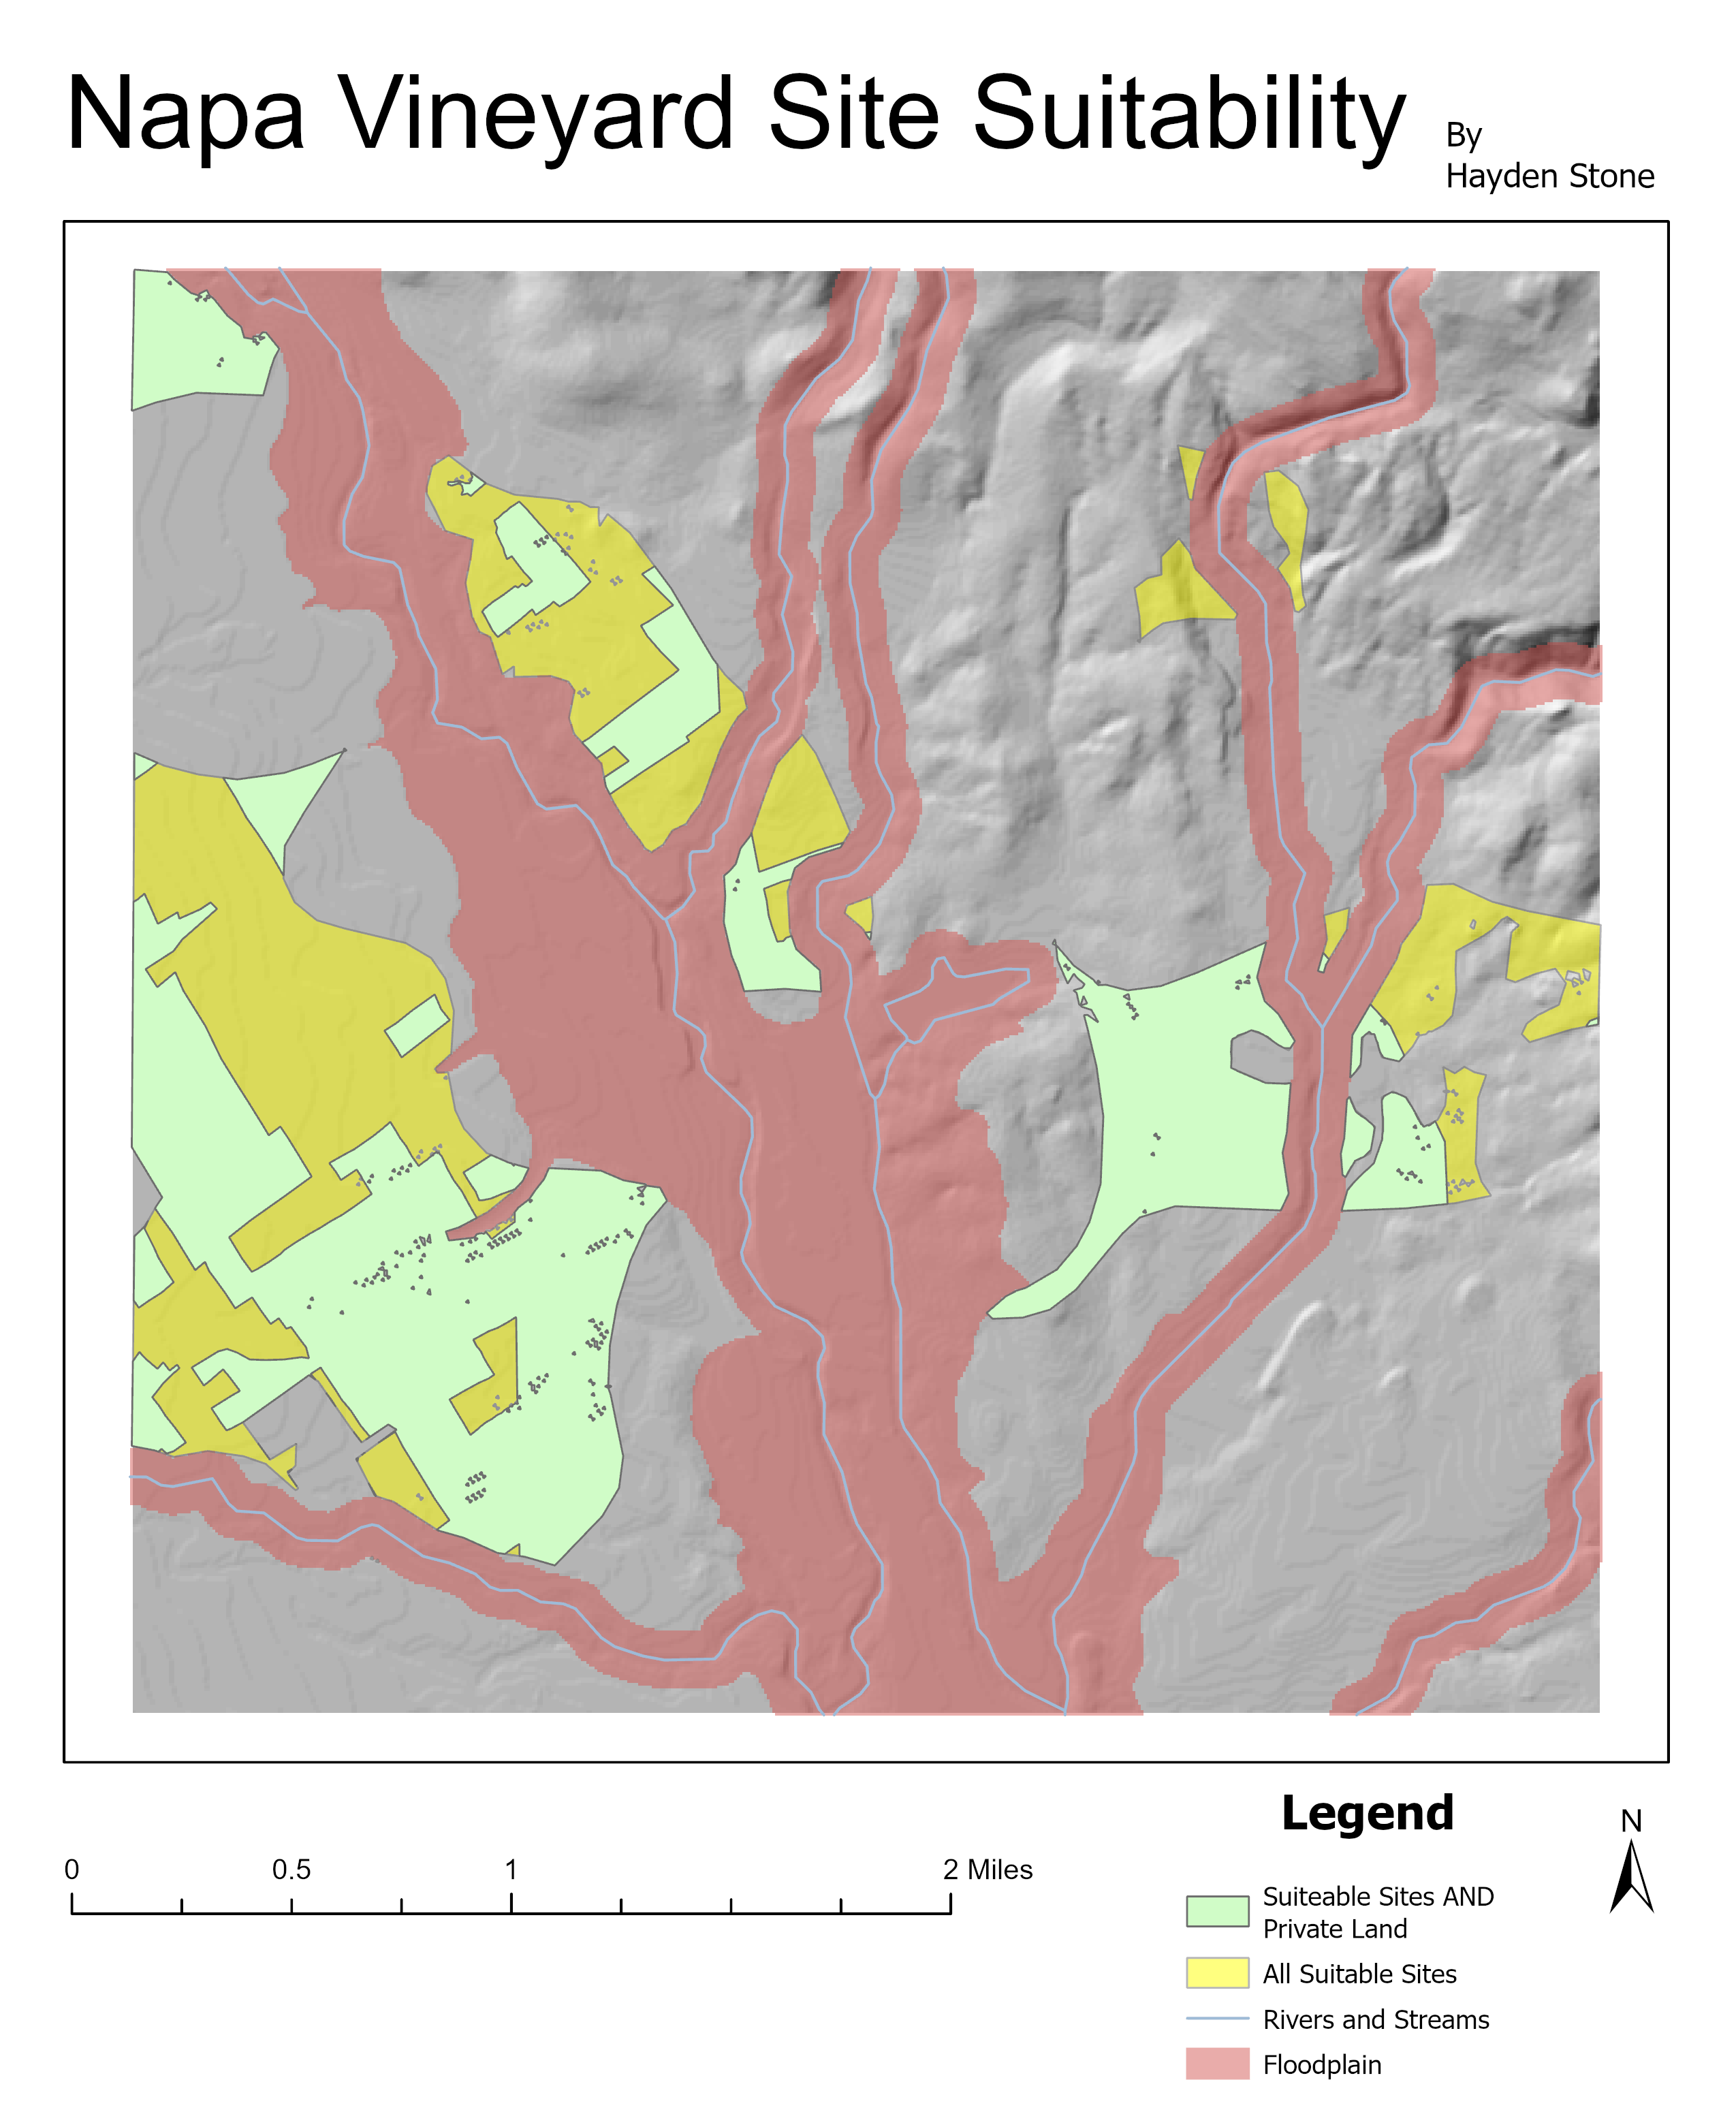 Napa Vineyard Site Suitability
By
Hayden Stone
0 0.5 1 2 Miles
Legend
N
Suiteable Sites AND
Private Land
All Suitable Sites
Rivers and Streams
Floodplain